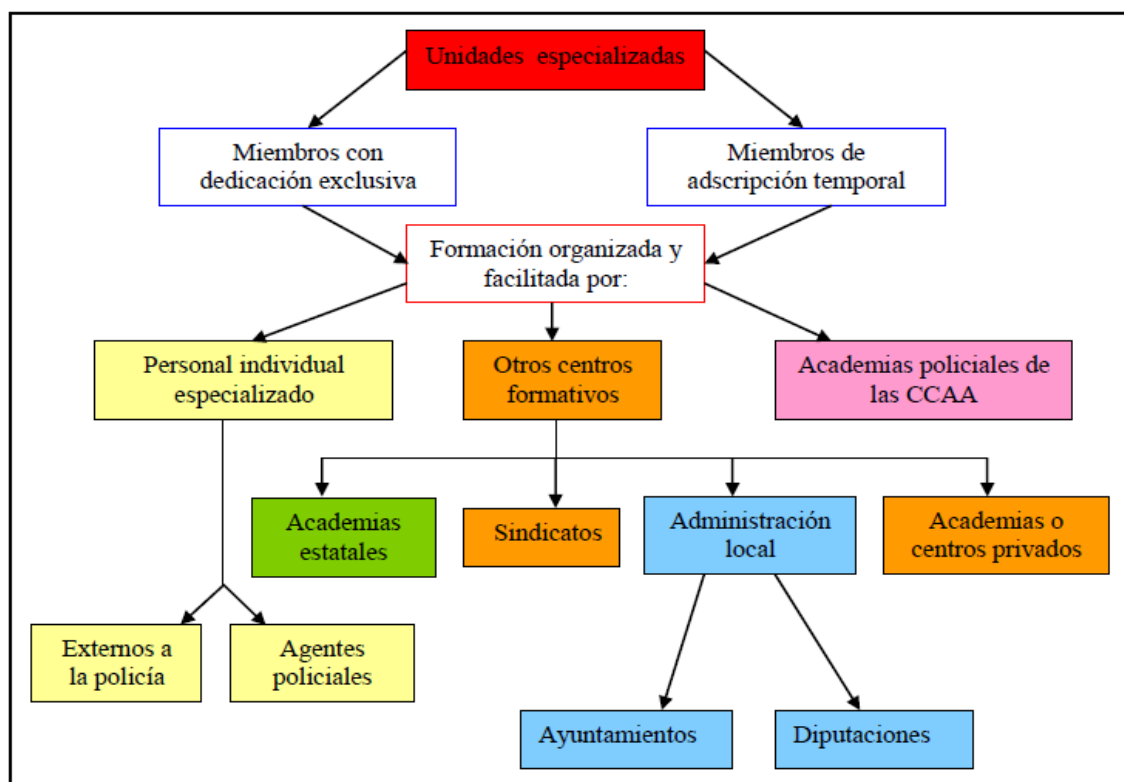 Unidades especializadas
Miembros con
dedicación exclusiva
Miembros de
adscripción temporal
Formación organizada y
facilitada por:
Personal individual
especializado
Otros centros
formativos
Academias policiales de
las CCAA
Academias
estatales
Sindicatos
Administración
local
Academias o
centros privados
Externos a
la policía
Agentes
policiales
Ayuntamientos
Diputaciones